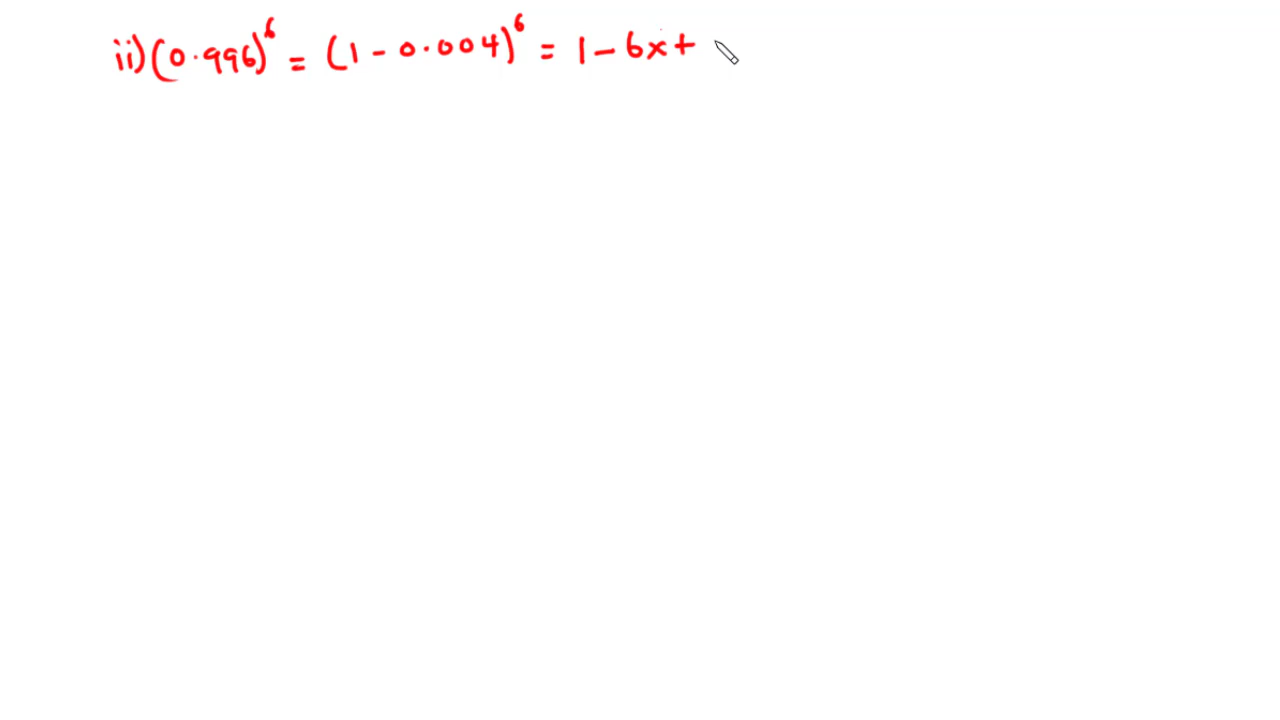 ii) (0.996)⁶ = (1 - 0.004)⁶ = 1 - 6x +